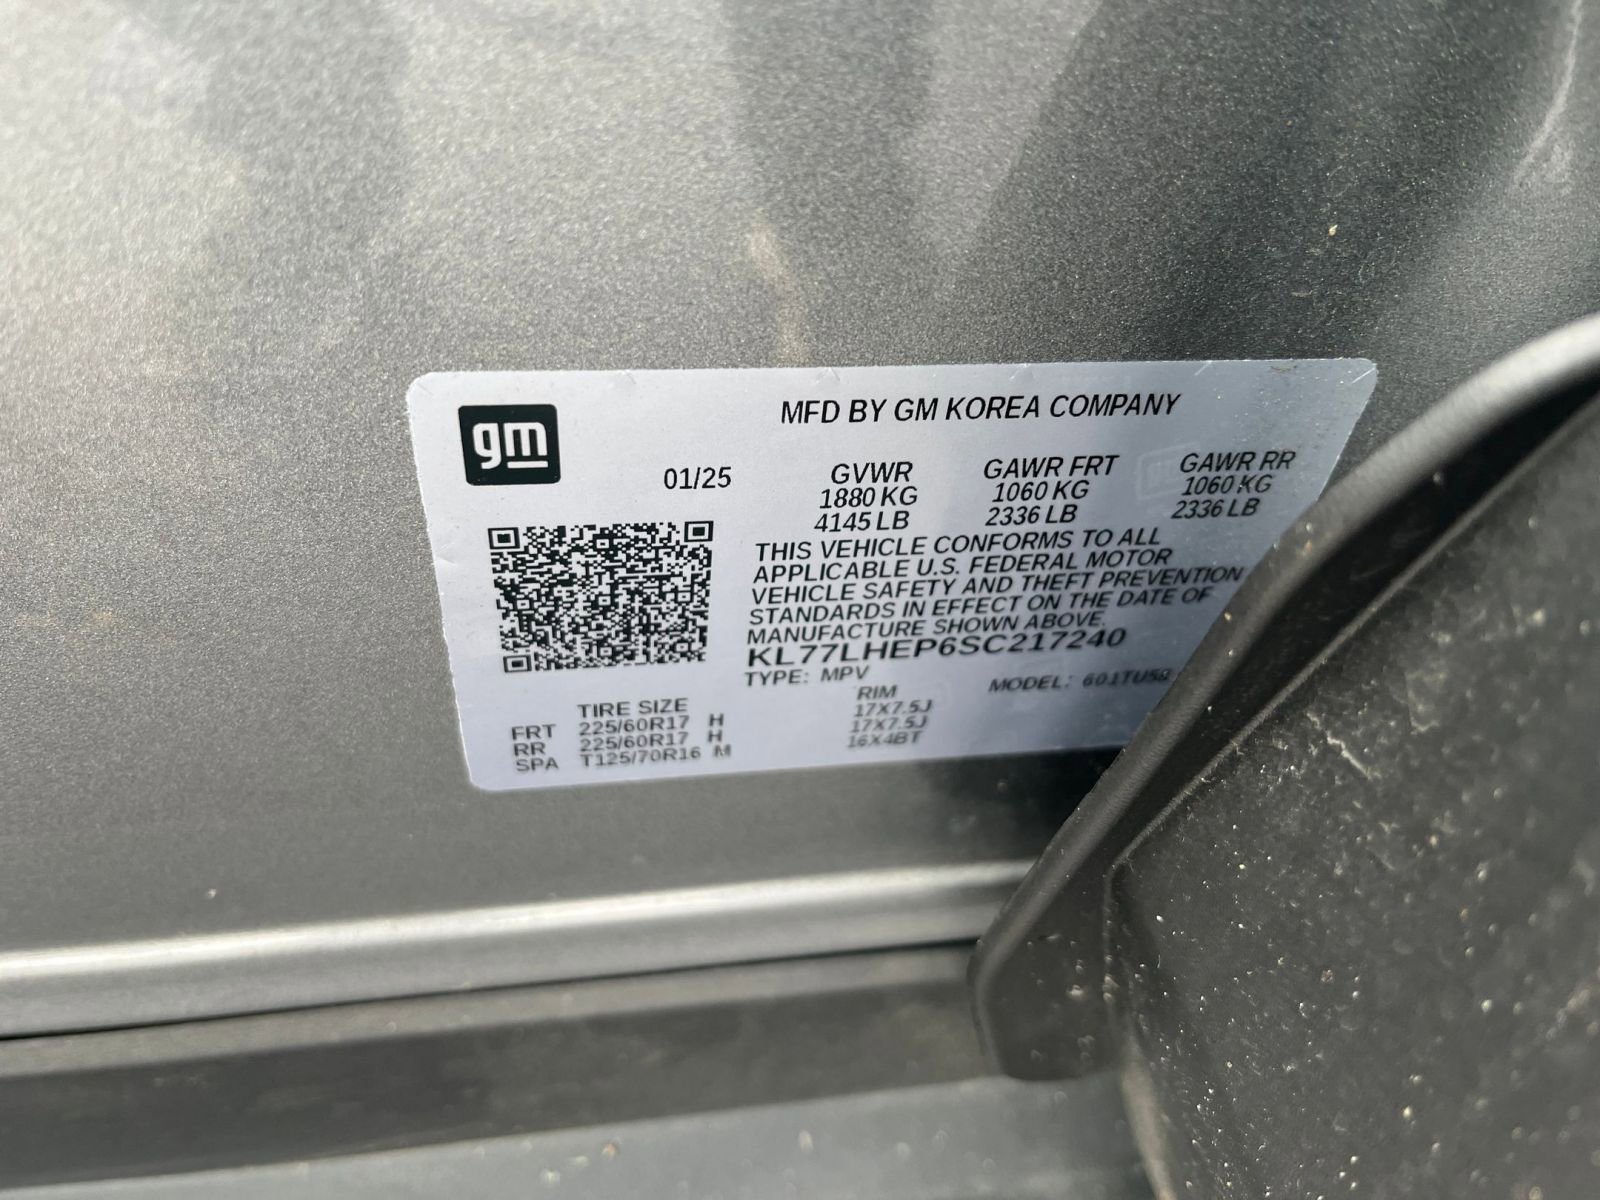 gm
MFD BY GM KOREA COMPANY
01/25 GVWR GAWR FRT GAWR RR
1880 KG 1060 KG 1060 KG
4145 LB 2336 LB 2336 LB
THIS VEHICLE CONFORMS TO ALL
APPLICABLE U.S. FEDERAL MOTOR
VEHICLE SAFETY AND THEFT PREVENTION
STANDARDS IN EFFECT ON THE DATE OF
MANUFACTURE SHOWN ABOVE.
KL77LHEP6SC217240
TYPE: MPV MODEL:
TIRE SIZE RIM
FRT 225/60R17 H 17X7.5J
RR 225/60R17 H 17X7.5J
SPA T125/70R16 M 16X4BT